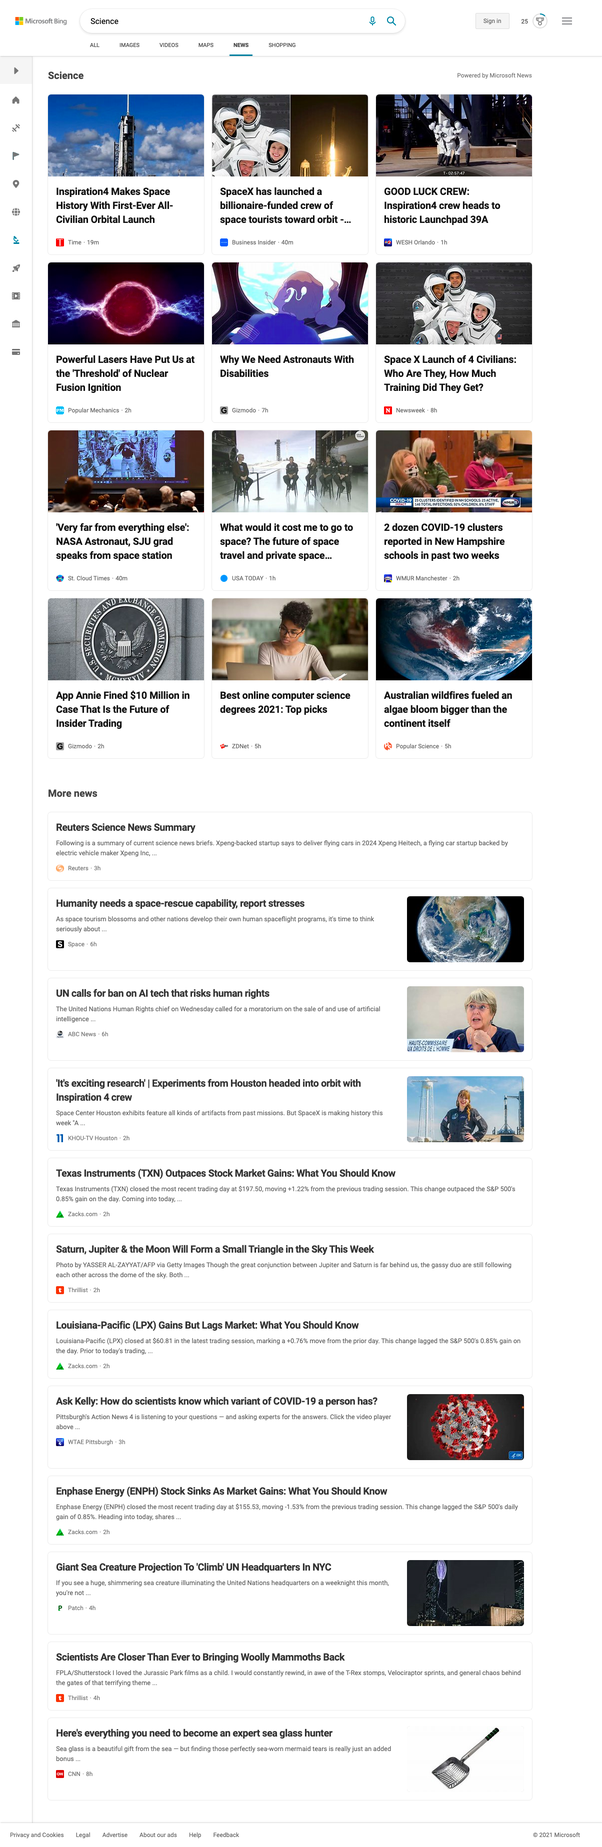 Microsoft Bing
Science
Sign in
25
ALL
IMAGES
VIDEOS
MAPS
NEWS
SHOPPING
Science
Powered by Microsoft News
Inspiration4 Makes Space
History With First-Ever All-
Civilian Orbital Launch
Time · 19m
SpaceX has launched a
billionaire-funded crew of
space tourists toward orbit -...
Business Insider · 40m
GOOD LUCK CREW:
Inspiration4 crew heads to
historic Launchpad 39A
WESH Orlando · 1h
Powerful Lasers Have Put Us at
the 'Threshold' of Nuclear
Fusion Ignition
Popular Mechanics · 2h
Why We Need Astronauts With
Disabilities
Gizmodo · 7h
Space X Launch of 4 Civilians:
Who Are They, How Much
Training Did They Get?
Newsweek · 8h
'Very far from everything else':
NASA Astronaut, SJU grad
speaks from space station
St. Cloud Times · 40m
What would it cost me to go to
space? The future of space
travel and private space...
USA TODAY · 1h
COVID-19
2 dozen COVID-19 clusters
reported in New Hampshire
schools in past two weeks
WMUR Manchester · 2h
App Annie Fined $10 Million in
Case That Is the Future of
Insider Trading
Gizmodo · 2h
Best online computer science
degrees 2021: Top picks
ZDNet · 5h
Australian wildfires fueled an
algae bloom bigger than the
continent itself
Popular Science · 5h
More news
Reuters Science News Summary
Following is a summary of current science news briefs. Xpeng-backed startup says to deliver flying cars in 2024 Xpeng Heitech, a flying car startup backed by
electric vehicle maker Xpeng Inc, ...
Reuters · 3h
Humanity needs a space-rescue capability, report stresses
As space tourism blossoms and other nations develop their own human spaceflight programs, it's time to think
seriously about ...
Space · 6h
UN calls for ban on AI tech that risks human rights
The United Nations Human Rights chief on Wednesday called for a moratorium on the sale of and use of artificial
intelligence ...
ABC News · 6h
HAUTE-COMMISSAIRE
UX DROITS DE L'HOMME
'It's exciting research' | Experiments from Houston headed into orbit with
Inspiration 4 crew
Space Center Houston exhibits feature all kinds of artifacts from past missions. But SpaceX is making history this
week "A ...
KHOU-TV Houston · 2h
Texas Instruments (TXN) Outpaces Stock Market Gains: What You Should Know
Texas Instruments (TXN) closed the most recent trading day at $197.50, moving +1.22% from the previous trading session. This change outpaced the S&P 500's
0.85% gain on the day. Coming into today, ...
Zacks.com · 2h
Saturn, Jupiter & the Moon Will Form a Small Triangle in the Sky This Week
Photo by YASSER AL-ZAYYAT/AFP via Getty Images Though the great conjunction between Jupiter and Saturn is far behind us, the gassy duo are still following
each other across the dome of the sky. Both ...
Thrillist · 2h
Louisiana-Pacific (LPX) Gains But Lags Market: What You Should Know
Louisiana-Pacific (LPX) closed at $60.81 in the latest trading session, marking a +0.76% move from the prior day. This change lagged the S&P 500's 0.85% gain on
the day. Prior to today's trading, ...
Zacks.com · 2h
Ask Kelly: How do scientists know which variant of COVID-19 a person has?
Pittsburgh's Action News 4 is listening to your questions — and asking experts for the answers. Click the video player
above ...
WTAE Pittsburgh · 3h
Enphase Energy (ENPH) Stock Sinks As Market Gains: What You Should Know
Enphase Energy (ENPH) closed the most recent trading day at $155.53, moving -1.53% from the previous trading session. This change lagged the S&P 500's daily
gain of 0.85%. Heading into today, shares ...
Zacks.com · 2h
Giant Sea Creature Projection To 'Climb' UN Headquarters In NYC
If you see a huge, shimmering sea creature illuminating the United Nations headquarters on a weeknight this month,
you're not ...
Patch · 4h
Scientists Are Closer Than Ever to Bringing Woolly Mammoths Back
FPLA/Shutterstock I loved the Jurassic Park films as a child. I would constantly rewind, in awe of the T-Rex stomps, Velociraptor sprints, and general chaos behind
the gates of that terrifying theme ...
Thrillist · 4h
Here's everything you need to become an expert sea glass hunter
Sea glass is a beautiful gift from the sea — but finding those perfectly sea-worn mermaid tears is really just an added
bonus ...
CNN · 8h
Privacy and Cookies
Legal
Advertise
About our ads
Help
Feedback
© 2021 Microsoft